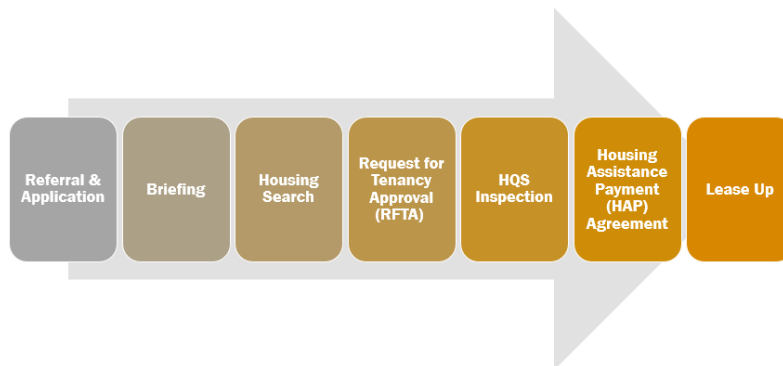 Referral &
Application
Briefing
Housing
Search
Request for
Tenancy
Approval
(RFTA)
HQS
Inspection
Housing
Assistance
Payment
(HAP)
Agreement
Lease Up